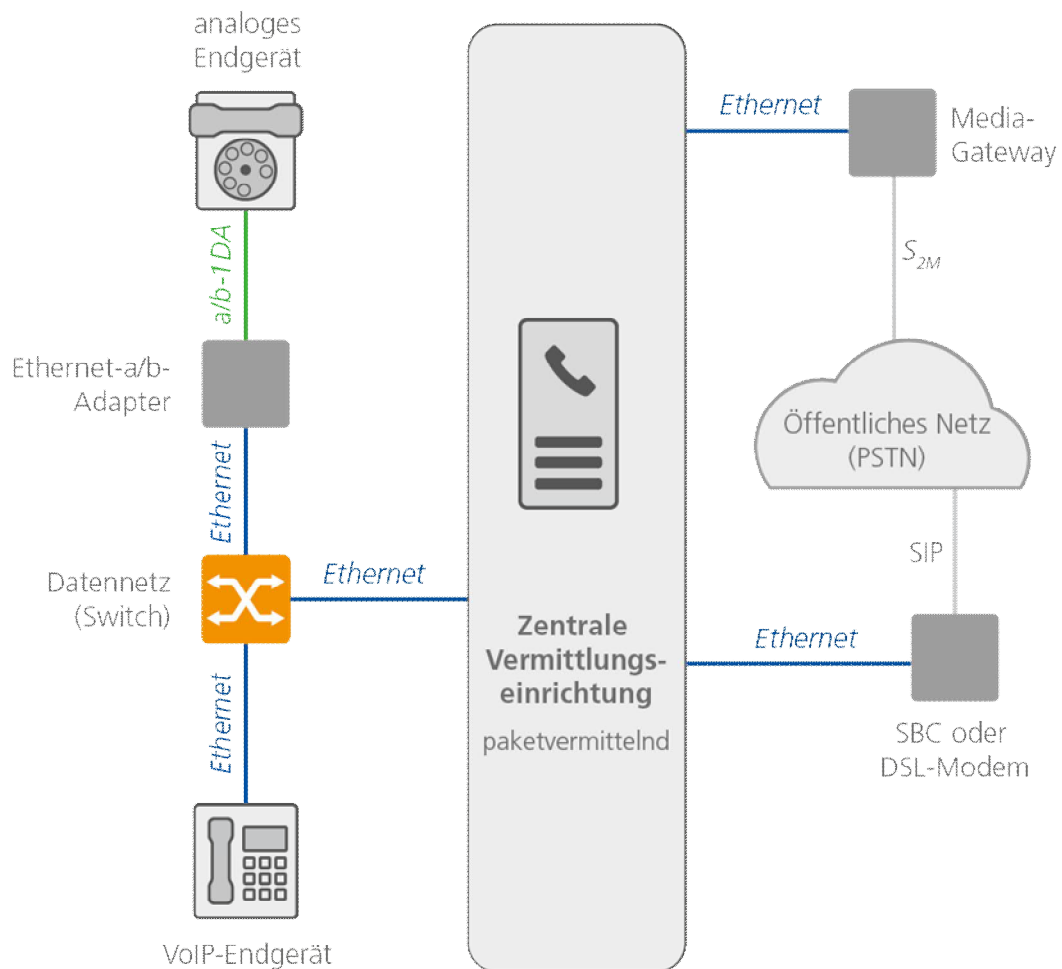 analoges
Endgerät
a/b-1DA
Ethernet-a/b-
Adapter
Ethernet
Datennetz
(Switch)
Ethernet
Ethernet
VoIP-Endgerät
Zentrale
Vermittlungs-
einrichtung
paketvermittelnd
Ethernet
Media-
Gateway
S2M
Öffentliches Netz
(PSTN)
SIP
Ethernet
SBC oder
DSL-Modem